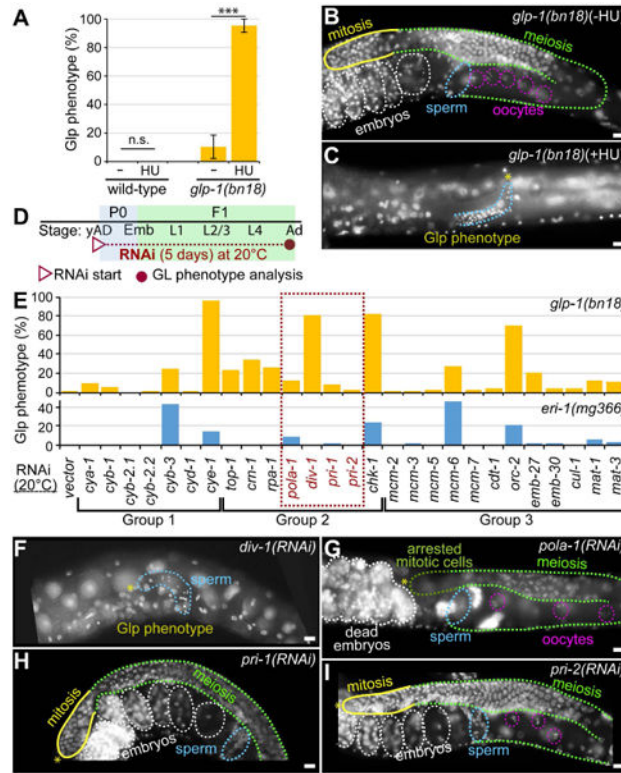 A
Glp phenotype (%)
100
80
60
40
20
0
***
n.s.
– HU – HU
wild-type glp-1(bn18)
B
glp-1(bn18)(-HU)
mitosis
meiosis
embryos
sperm
oocytes
C
glp-1(bn18)(+HU)
*
Glp phenotype
D
P0 F1
Stage: yAD Emb L1 L2/3 L4 Ad
RNAi (5 days) at 20°C
RNAi start GL phenotype analysis
E
Glp phenotype (%)
100
80
60
40
20
0
glp-1(bn18)
40
20
0
eri-1(mg366)
RNAi
(20°C)
vector
cya-1
cyb-1
cyb-2.1
cyb-2.2
cyb-3
cyd-1
cye-1
top-1
crn-1
rpa-1
pola-1
div-1
pri-1
pri-2
chk-1
mcm-2
mcm-3
mcm-5
mcm-6
mcm-7
cdt-1
orc-2
emb-27
emb-30
cul-1
mat-1
mat-3
Group 1 Group 2 Group 3
F
div-1(RNAi)
*
sperm
Glp phenotype
G
pola-1(RNAi)
arrested
mitotic cells
*
meiosis
dead
embryos
sperm
oocytes
H
pri-1(RNAi)
mitosis
*
meiosis
embryos
sperm
I
pri-2(RNAi)
mitosis
*
meiosis
embryos
sperm
oocytes